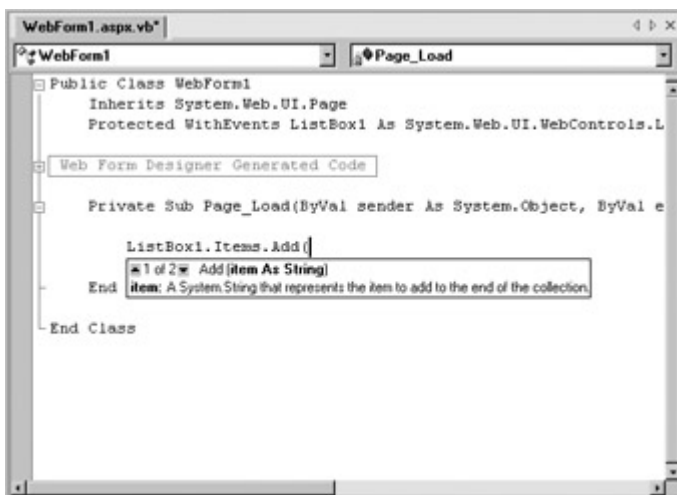 WebForm1.aspx.vb*
WebForm1
Page_Load
Public Class WebForm1
Inherits System.Web.UI.Page
Protected WithEvents ListBox1 As System.Web.UI.WebControls.L
Web Form Designer Generated Code
Private Sub Page_Load(ByVal sender As System.Object, ByVal e
ListBox1.Items.Add(
1 of 2 Add (item As String)
End item: A System.String that represents the item to add to the end of the collection.
End Class